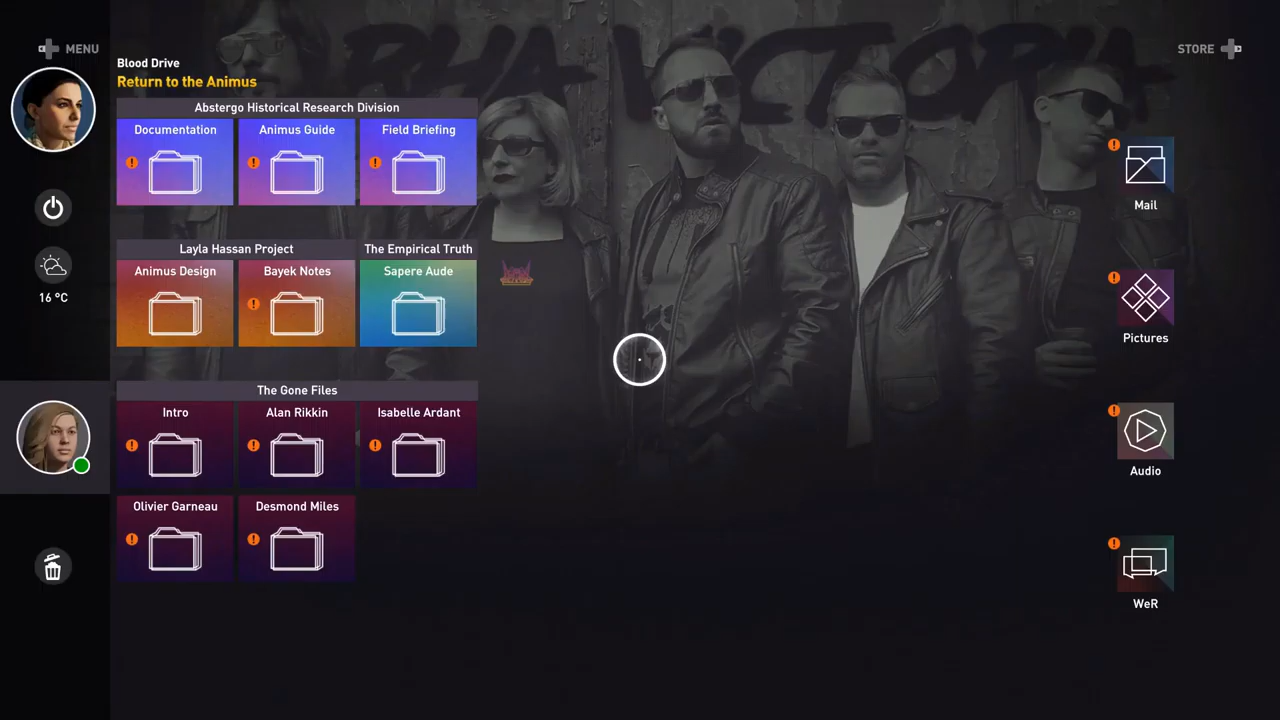 MENU
STORE
Blood Drive
Return to the Animus
Abstergo Historical Research Division
Documentation
Animus Guide
Field Briefing
Layla Hassan Project
The Empirical Truth
Animus Design
Bayek Notes
Sapere Aude
16 °C
The Gone Files
Intro
Alan Rikkin
Isabelle Ardant
Olivier Garneau
Desmond Miles
Mail
Pictures
Audio
WeR